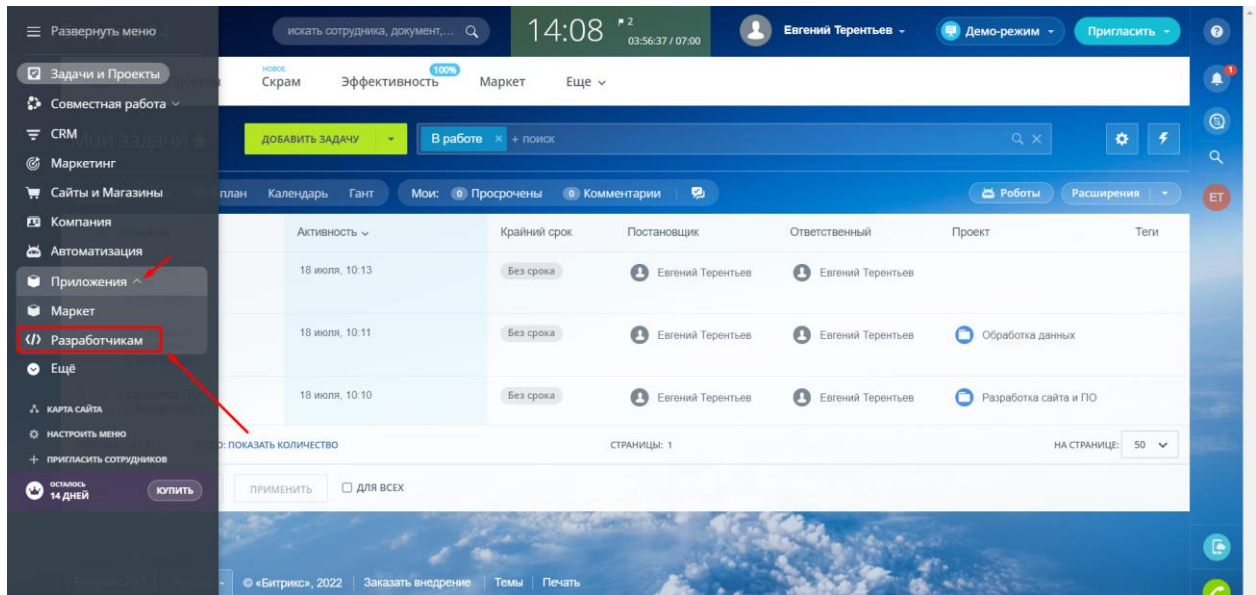 Развернуть меню
искать сотрудника, документ,...
14:08
2
03:56:37 / 07:00
Евгений Терентьев
Демо-режим
Пригласить
Задачи и Проекты
НОВОЕ
Скрам
Эффективность
100%
Маркет
Еще
1
Совместная работа
CRM
Мои задачи
ДОБАВИТЬ ЗАДАЧУ
В работе × + поиск
Маркетинг
Сайты и Магазины
план
Календарь
Гант
Мои:
0 Просрочены
0 Комментарии
Роботы
Расширения
ЕТ
Компания
Активность
Крайний срок
Постановщик
Ответственный
Проект
Теги
Автоматизация
18 июля, 10:13
Без срока
Евгений Терентьев
Евгений Терентьев
Приложения
Маркет
18 июля, 10:11
Без срока
Евгений Терентьев
Евгений Терентьев
Обработка данных
Разработчикам
Ещё
18 июля, 10:10
Без срока
Евгений Терентьев
Евгений Терентьев
Разработка сайта и ПО
КАРТА САЙТА
НАСТРОИТЬ МЕНЮ
ПОКАЗАТЬ КОЛИЧЕСТВО
СТРАНИЦЫ: 1
НА СТРАНИЦЕ: 50
+ ПРИГЛАСИТЬ СОТРУДНИКОВ
ОСТАЛОСЬ
14 ДНЕЙ
КУПИТЬ
ПРИМЕНИТЬ
ДЛЯ ВСЕХ
© «Битрикс», 2022
Заказать внедрение
Темы
Печать